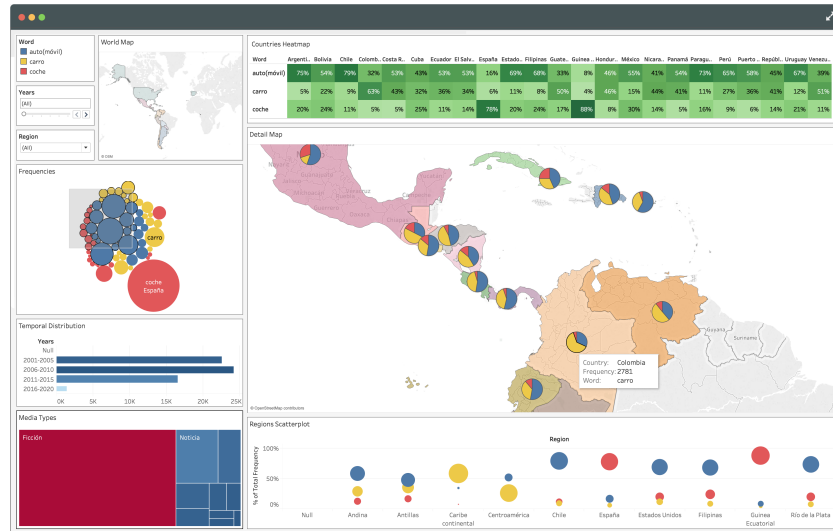 Word
auto(móvil)
carro
coche
Years
(All)
Region
(All)
World Map
© OSM
Countries Heatmap
Word Argenti.. Bolivia Chile Colomb.. Costa R.. Cuba Ecuador El Salv.. España Estado.. Filipinas Guate.. Guinea .. Hondur.. México Nicara.. Panamá Paragu.. Perú Puerto .. Repúbl.. Uruguay Venez..
auto(móvil) 75% 54% 79% 32% 53% 43% 53% 53% 16% 69% 68% 33% 8% 46% 55% 41% 54% 73% 65% 58% 45% 67% 39%
carro 5% 22% 9% 63% 43% 32% 36% 34% 6% 11% 8% 50% 4% 46% 15% 44% 41% 11% 27% 36% 41% 12% 51%
coche 20% 24% 11% 5% 5% 25% 11% 14% 78% 20% 24% 17% 88% 8% 30% 14% 5% 16% 9% 6% 14% 21% 11%
Frequencies
carro
coche
España
Temporal Distribution
Years
Null
2001-2005
2006-2010
2011-2015
2016-2020
0K 5K 10K 15K 20K 25K
Media Types
Ficción
Noticia
Detail Map
Guyana
Suriname
Country: Colombia
Frequency: 2781
Word: carro
© OpenStreetMap contributors
Regions Scatterplot
Region
% of Total Frequency
100%
50%
0%
Null Andina Antillas Caribe continental Centroamérica Chile España Estados Unidos Filipinas Guinea Ecuatorial Río de la Plata